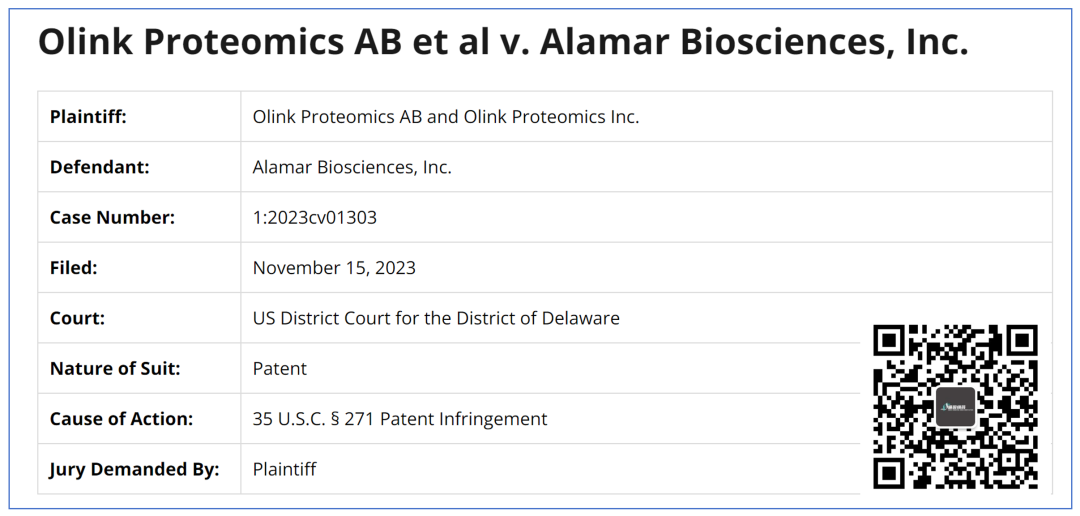 Olink Proteomics AB et al v. Alamar Biosciences, Inc.
Plaintiff: Olink Proteomics AB and Olink Proteomics Inc.
Defendant: Alamar Biosciences, Inc.
Case Number: 1:2023cv01303
Filed: November 15, 2023
Court: US District Court for the District of Delaware
Nature of Suit: Patent
Cause of Action: 35 U.S.C. § 271 Patent Infringement
Jury Demanded By: Plaintiff